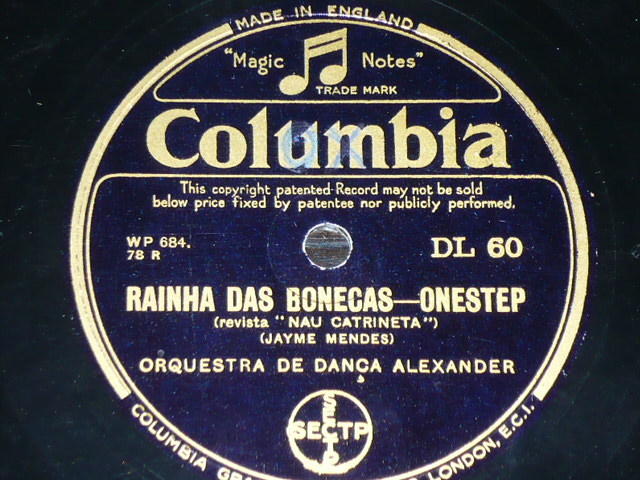 MADE IN ENGLAND
"Magic Notes"
TRADE MARK
Columbia
This copyright patented Record may not be sold
below price fixed by patentee nor publicly performed.
WP 684.
78 R
DL 60
RAINHA DAS BONECAS—ONESTEP
(revista "NAU CATRINETA")
(JAYME MENDES)
ORQUESTRA DE DANÇA ALEXANDER
SECTP
COLUMBIA LONDON, E.C.I.